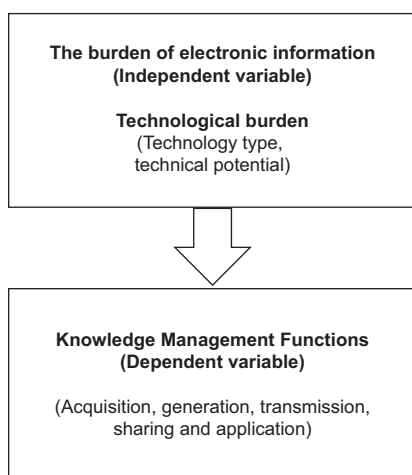 The burden of electronic information
(Independent variable)
Technological burden
(Technology type,
technical potential)
Knowledge Management Functions
(Dependent variable)
(Acquisition, generation, transmission,
sharing and application)